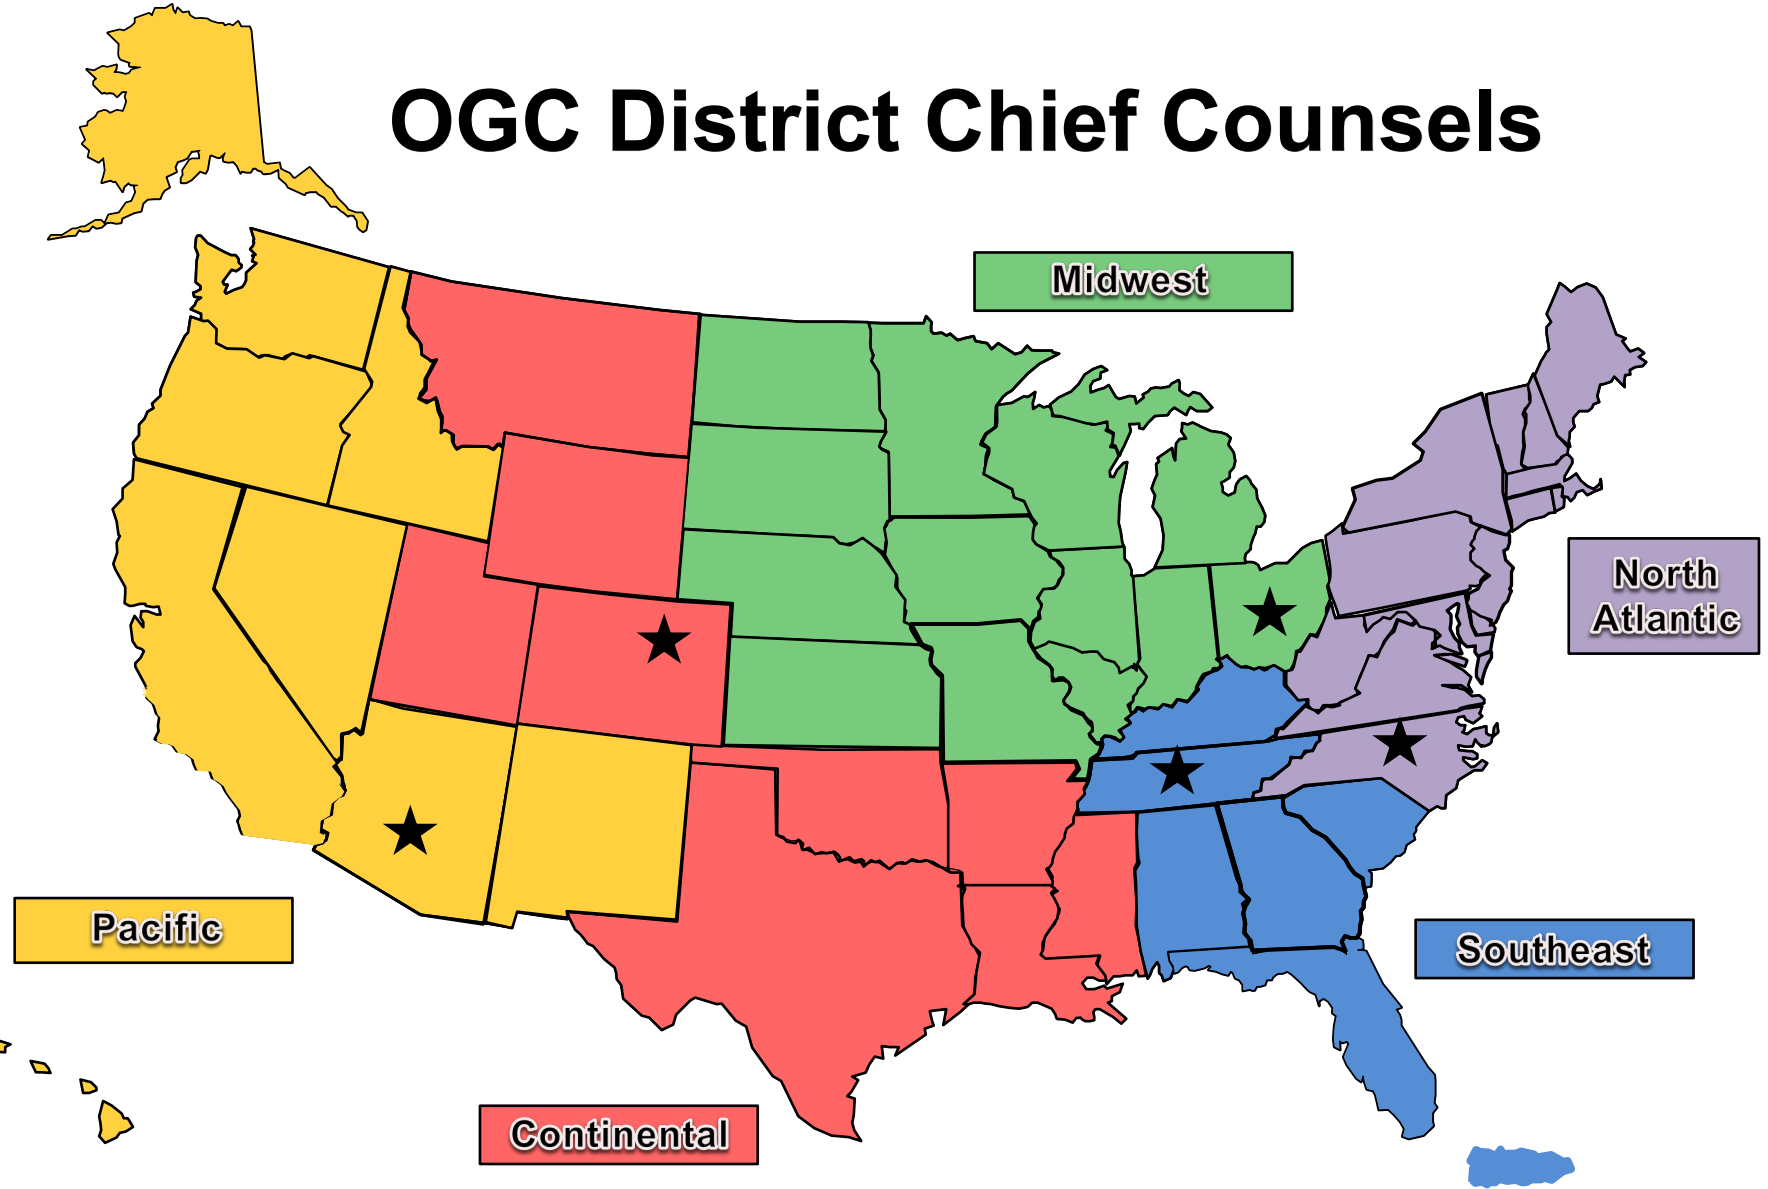 OGC District Chief Counsels
Midwest
North
Atlantic
Pacific
Southeast
Continental